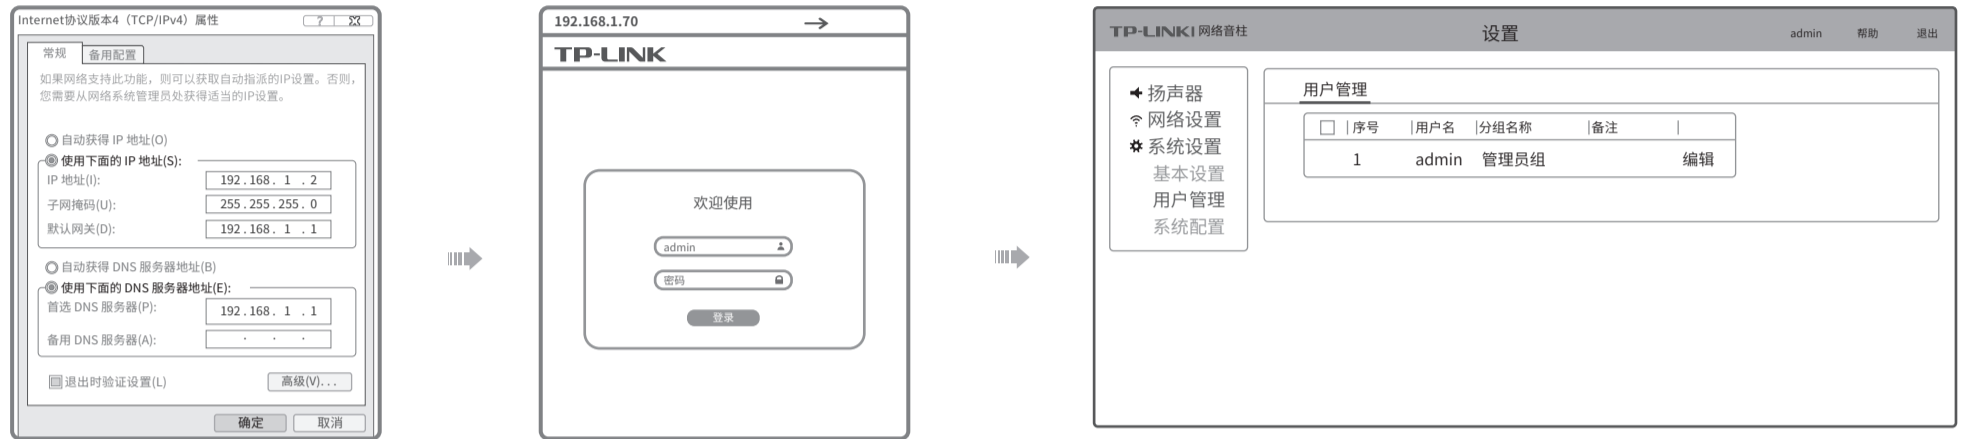 Internet协议版本4（TCP/IPv4）属性
?
常规
备用配置
如果网络支持此功能，则可以获取自动指派的IP设置。否则，
您需要从网络系统管理员处获得适当的IP设置。
自动获得 IP 地址(O)
使用下面的 IP 地址(S):
IP 地址(I):
192 . 168 . 1 . 2
子网掩码(U):
255 . 255 . 255 . 0
默认网关(D):
192 . 168 . 1 . 1
自动获得 DNS 服务器地址(B)
使用下面的 DNS 服务器地址(E):
首选 DNS 服务器(P):
192 . 168 . 1 . 1
备用 DNS 服务器(A):
. . .
退出时验证设置(L)
高级(V)...
确定
取消
192.168.1.70
TP-LINK
欢迎使用
admin
密码
登录
TP-LINK| 网络音柱
设置
admin
帮助
退出
扬声器
网络设置
系统设置
基本设置
用户管理
系统配置
用户管理
|序号 |用户名 |分组名称 |备注 |
1 admin 管理员组 编辑